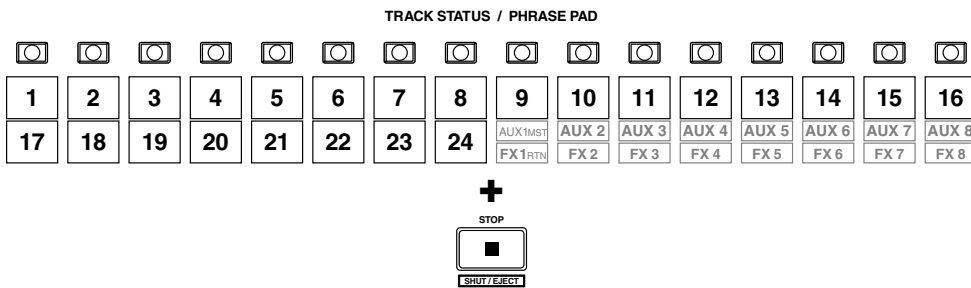 TRACK STATUS / PHRASE PAD
1 2 3 4 5 6 7 8 9 10 11 12 13 14 15 16
17 18 19 20 21 22 23 24
AUX1MST AUX 2 AUX 3 AUX 4 AUX 5 AUX 6 AUX 7 AUX 8
FX1RTN FX 2 FX 3 FX 4 FX 5 FX 6 FX 7 FX 8
+
STOP
SHUT / EJECT